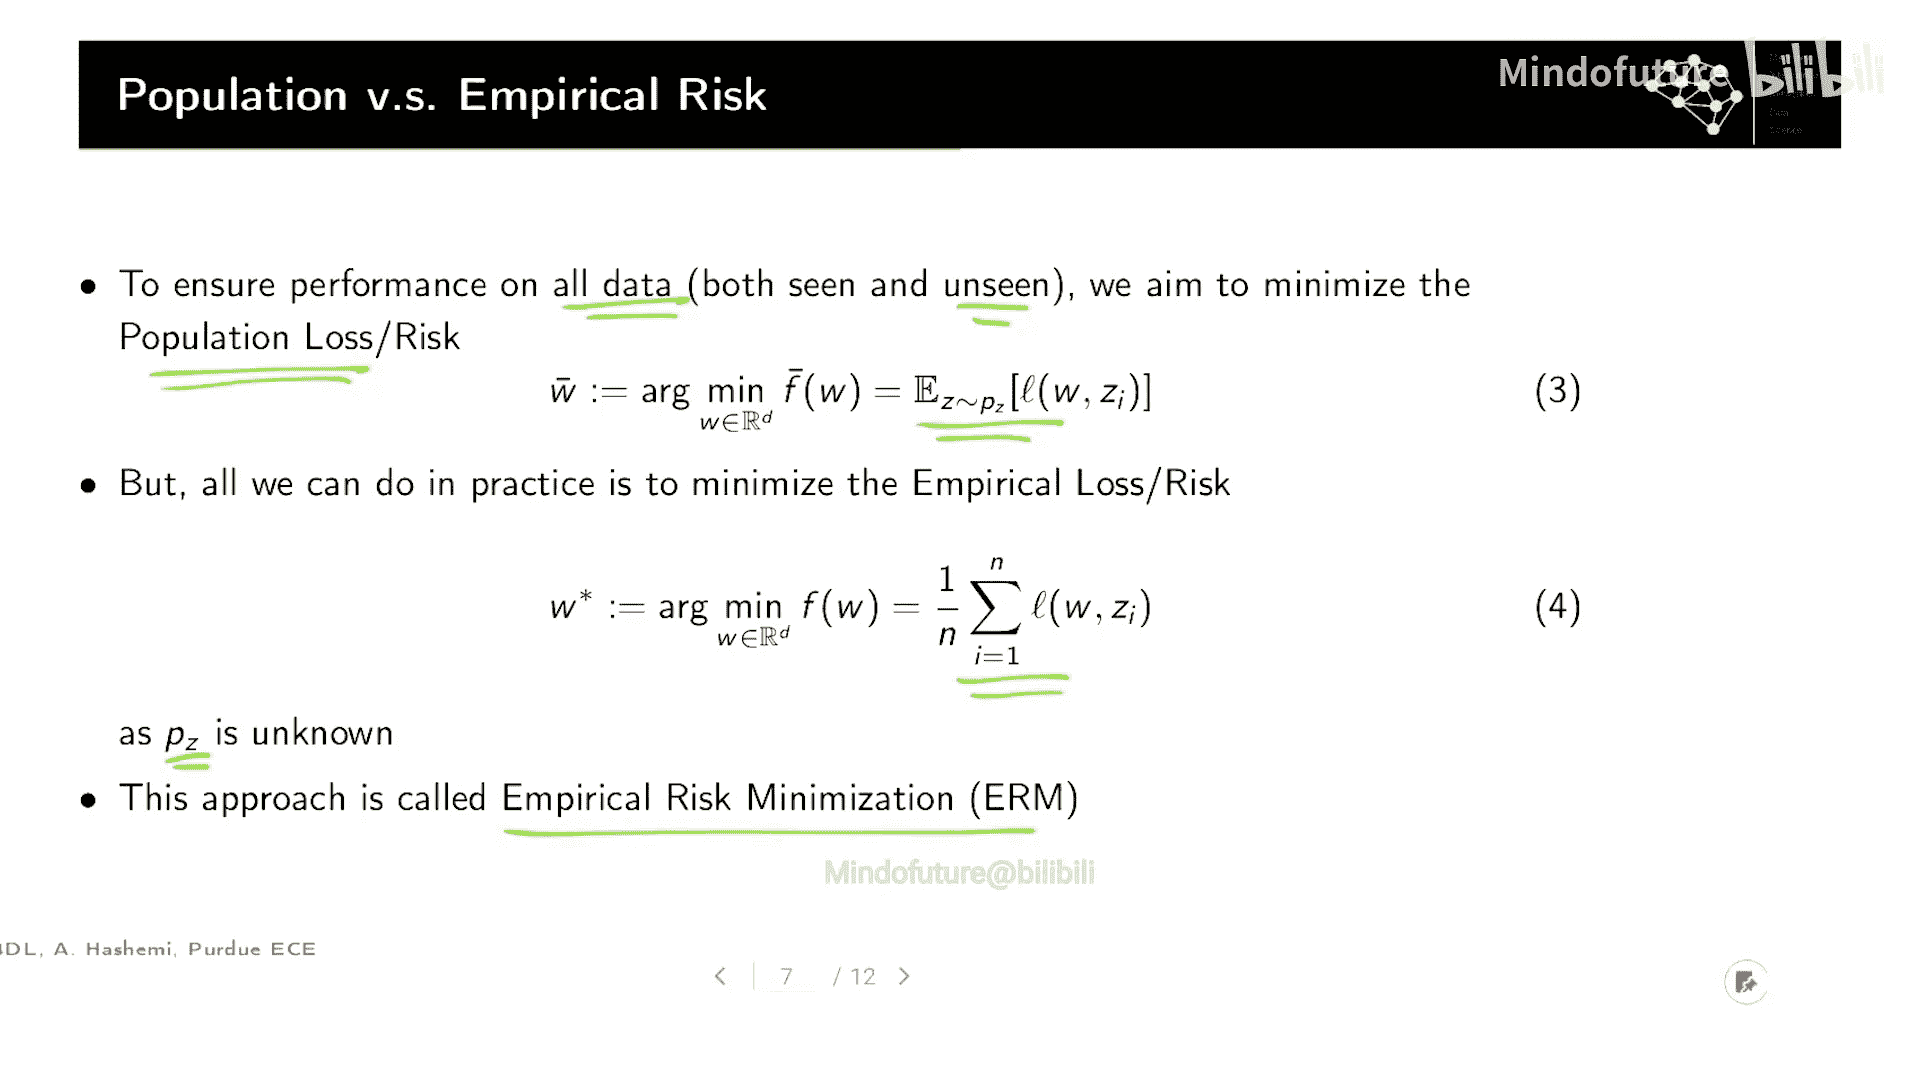 Population v.s. Empirical Risk
Mindofuture
bilibili
• To ensure performance on all data (both seen and unseen), we aim to minimize the
Population Loss/Risk
w̄ := arg min_{w∈ℝ^d} f̄(w) = 𝔼_{z∼p_z}[ℓ(w, z_i)] (3)
• But, all we can do in practice is to minimize the Empirical Loss/Risk
w* := arg min_{w∈ℝ^d} f(w) = 1/n ∑_{i=1}^{n} ℓ(w, z_i) (4)
as p_z is unknown
• This approach is called Empirical Risk Minimization (ERM)
Mindofuture@bilibili
DL, A. Hashemi, Purdue ECE
7 / 12